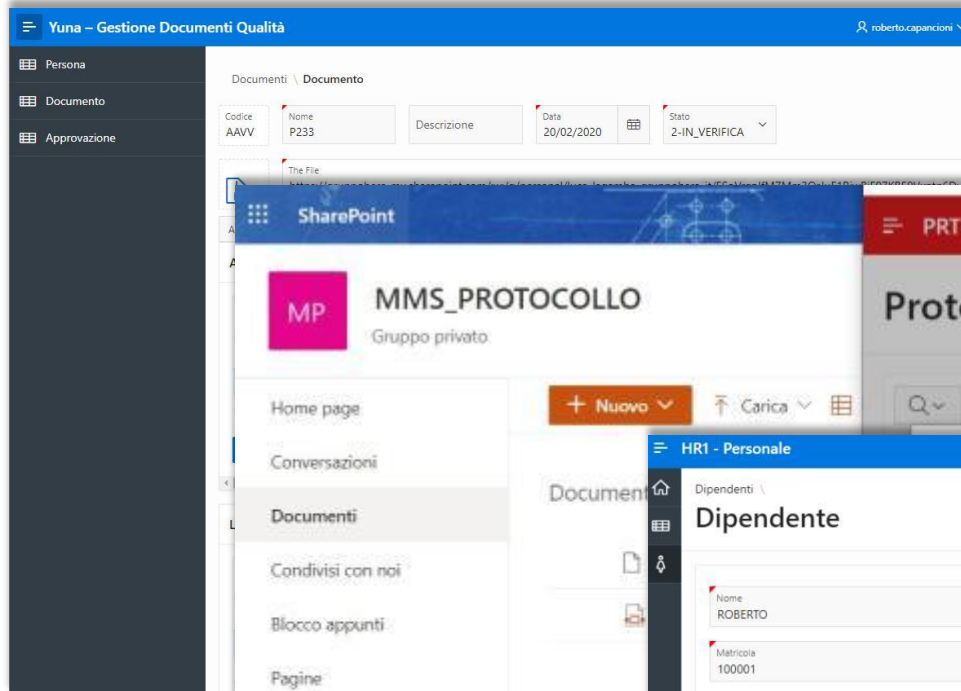 Yuna – Gestione Documenti Qualità
roberto.capancioni
Persona
Documento
Approvazione
Documenti \ Documento
Codice
AAVV
Nome
P233
Descrizione
Data
20/02/2020
Stato
2-IN_VERIFICA
The File
SharePoint
PRT
MP
MMS_PROTOCOLLO
Gruppo privato
Prot
Home page
+ Nuovo
Carica
Conversazioni
Documenti
Condivisi con noi
Blocco appunti
Pagine
Document
HR1 - Personale
Dipendenti \
Dipendente
Nome
ROBERTO
Matricola
100001